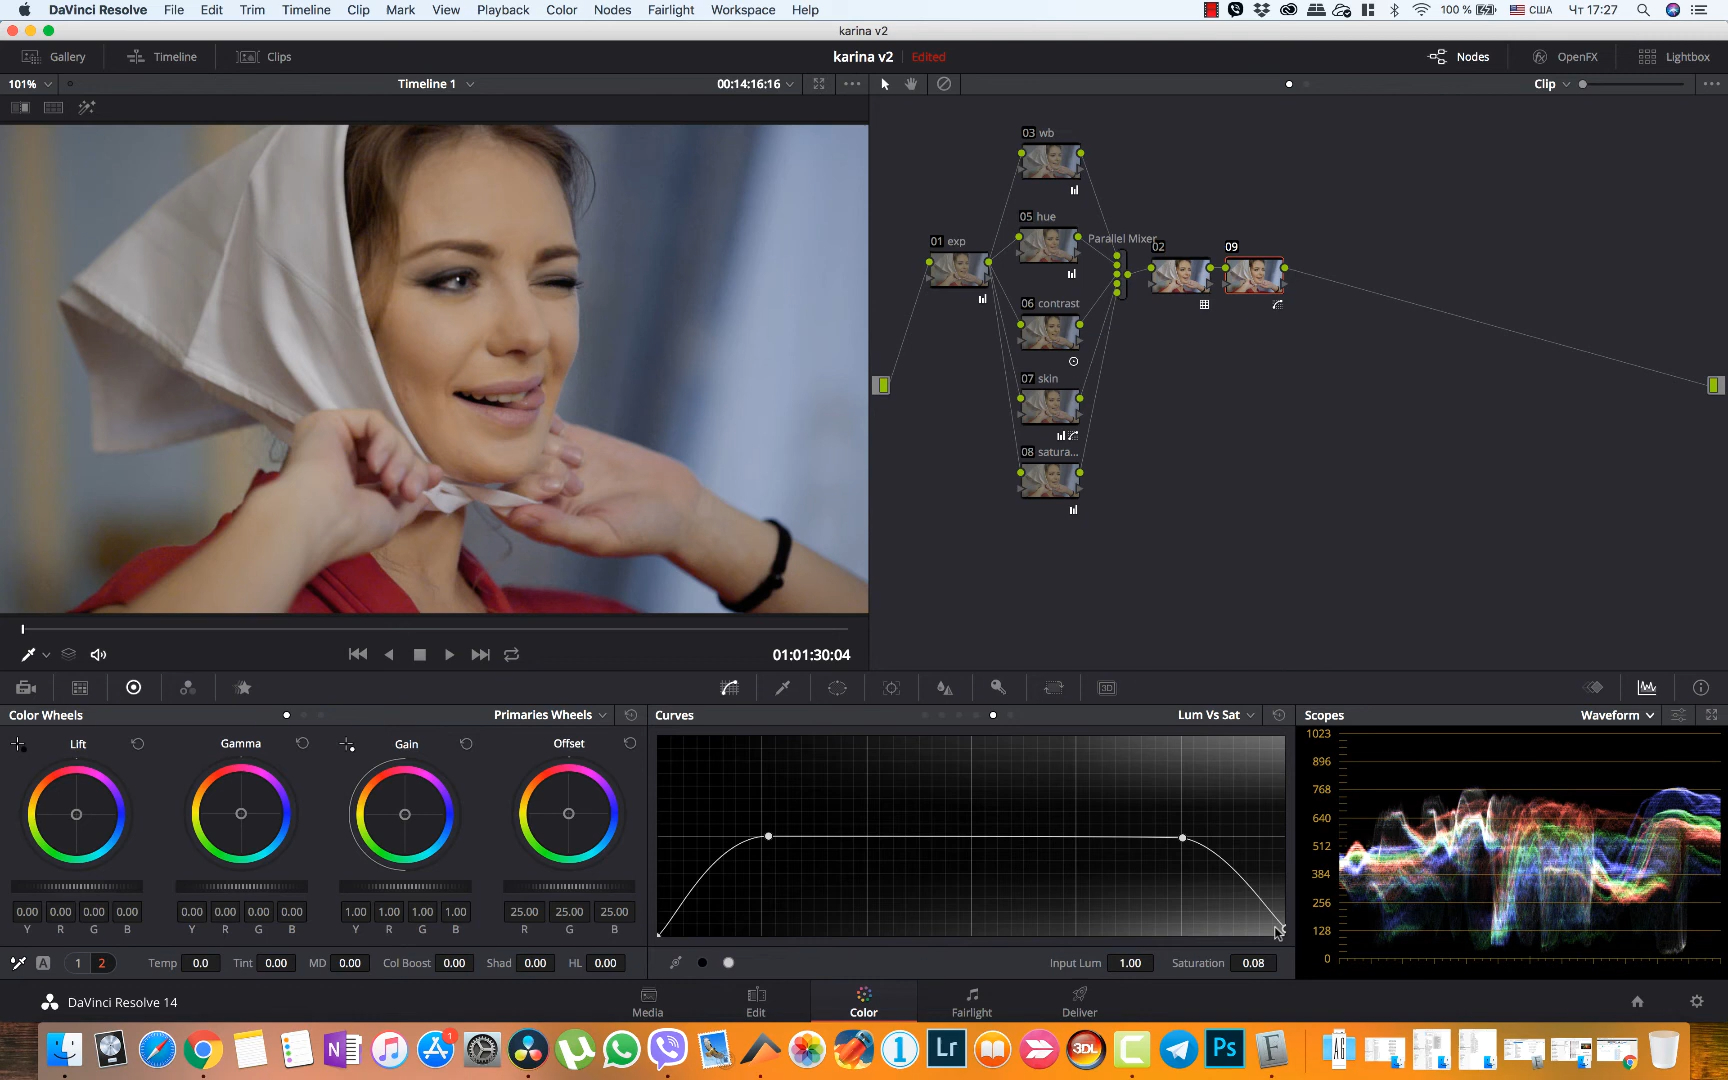 DaVinci Resolve File Edit Trim Timeline Clip Mark View Playback Color Nodes Fairlight Workspace Help 100 % США Чт 17:27
karina v2
Gallery Timeline Clips karina v2 Edited Nodes OpenFX Lightbox
101% Timeline 1 00:14:16:16 Clip
03 wb
05 hue
Parallel Mixer
01 exp 02 09
06 contrast
07 skin
08 satura...
01:01:30:04
Color Wheels Primaries Wheels Curves Lum Vs Sat Scopes Waveform
Lift Gamma Gain Offset
1023
896
768
640
512
384
256
128
0
0.00 0.00 0.00 0.00 0.00 0.00 0.00 0.00 1.00 1.00 1.00 1.00 25.00 25.00 25.00
Y R G B Y R G B Y R G B R G B
A 1 2 Temp 0.0 Tint 0.00 MD 0.00 Col Boost 0.00 Shad 0.00 HL 0.00 Input Lum 1.00 Saturation 0.08
DaVinci Resolve 14
Media Edit Color Fairlight Deliver
1
N
Lr
3DL
Ps